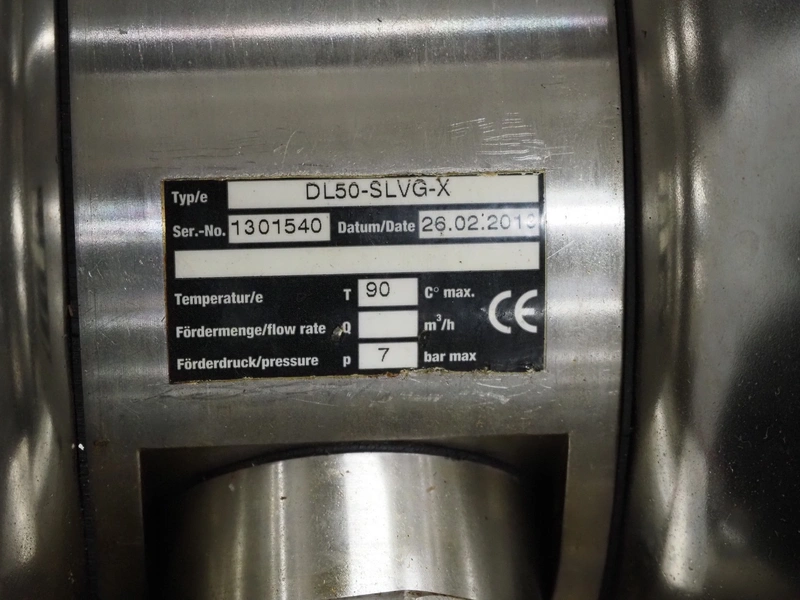 Typ/e DL50-SLVG-X
Ser.-No. 1301540 Datum/Date 26.02.2013
Temperatur/e T 90 C° max.
Fördermenge/flow rate Q m³/h
Förderdruck/pressure p 7 bar max
CE